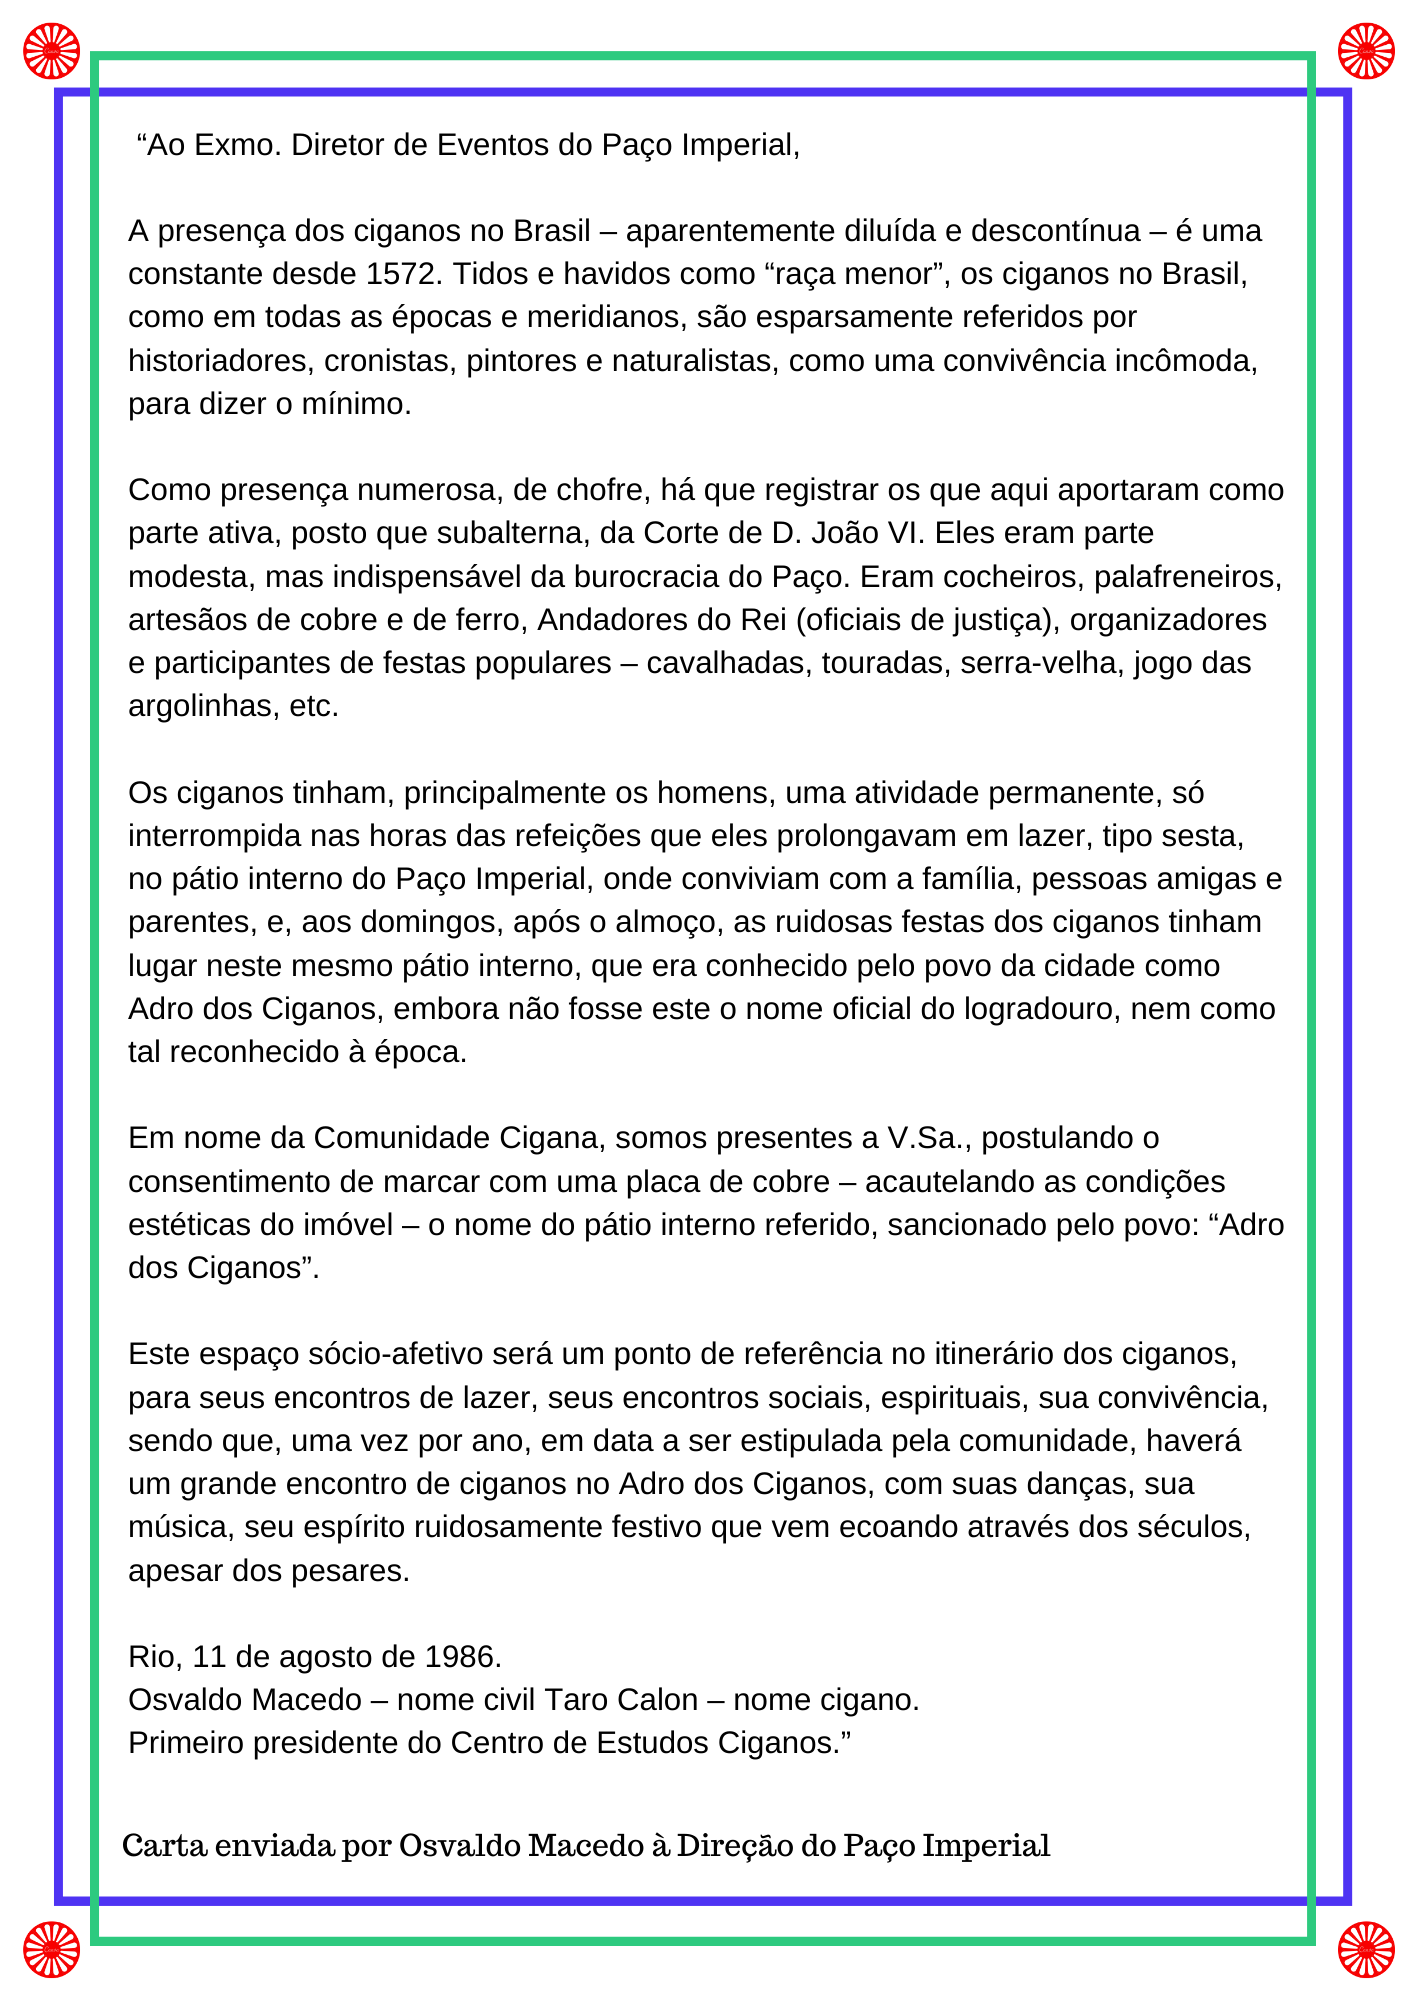 “Ao Exmo. Diretor de Eventos do Paço Imperial,
A presença dos ciganos no Brasil – aparentemente diluída e descontínua – é uma
constante desde 1572. Tidos e havidos como “raça menor”, os ciganos no Brasil,
como em todas as épocas e meridianos, são esparsamente referidos por
historiadores, cronistas, pintores e naturalistas, como uma convivência incômoda,
para dizer o mínimo.
Como presença numerosa, de chofre, há que registrar os que aqui aportaram como
parte ativa, posto que subalterna, da Corte de D. João VI. Eles eram parte
modesta, mas indispensável da burocracia do Paço. Eram cocheiros, palafreneiros,
artesãos de cobre e de ferro, Andadores do Rei (oficiais de justiça), organizadores
e participantes de festas populares – cavalhadas, touradas, serra-velha, jogo das
argolinhas, etc.
Os ciganos tinham, principalmente os homens, uma atividade permanente, só
interrompida nas horas das refeições que eles prolongavam em lazer, tipo sesta,
no pátio interno do Paço Imperial, onde conviviam com a família, pessoas amigas e
parentes, e, aos domingos, após o almoço, as ruidosas festas dos ciganos tinham
lugar neste mesmo pátio interno, que era conhecido pelo povo da cidade como
Adro dos Ciganos, embora não fosse este o nome oficial do logradouro, nem como
tal reconhecido à época.
Em nome da Comunidade Cigana, somos presentes a V.Sa., postulando o
consentimento de marcar com uma placa de cobre – acautelando as condições
estéticas do imóvel – o nome do pátio interno referido, sancionado pelo povo: “Adro
dos Ciganos”.
Este espaço sócio-afetivo será um ponto de referência no itinerário dos ciganos,
para seus encontros de lazer, seus encontros sociais, espirituais, sua convivência,
sendo que, uma vez por ano, em data a ser estipulada pela comunidade, haverá
um grande encontro de ciganos no Adro dos Ciganos, com suas danças, sua
música, seu espírito ruidosamente festivo que vem ecoando através dos séculos,
apesar dos pesares.
Rio, 11 de agosto de 1986.
Osvaldo Macedo – nome civil Taro Calon – nome cigano.
Primeiro presidente do Centro de Estudos Ciganos.”
Carta enviada por Osvaldo Macedo à Direção do Paço Imperial